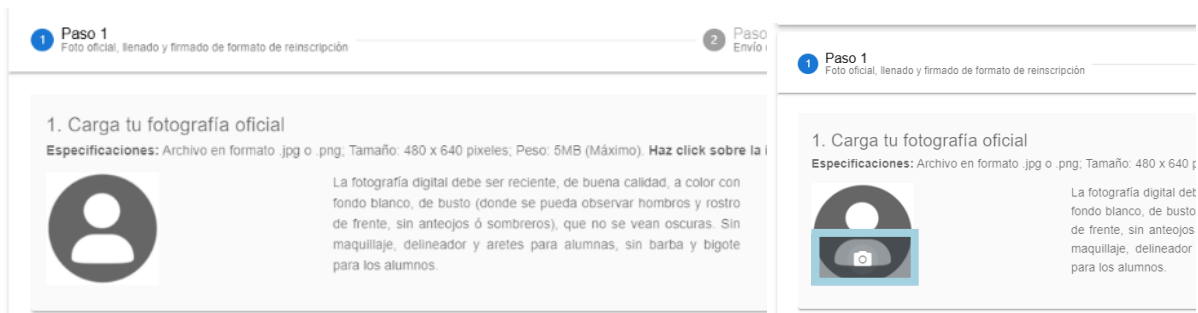 1 Paso 1
Foto oficial, llenado y firmado de formato de reinscripción
2 Paso
Envío
1. Carga tu fotografía oficial
Especificaciones: Archivo en formato .jpg o .png; Tamaño: 480 x 640 pixeles; Peso: 5MB (Máximo). Haz click sobre la
La fotografía digital debe ser reciente, de buena calidad, a color con
fondo blanco, de busto (donde se pueda observar hombros y rostro
de frente, sin anteojos ó sombreros), que no se vean oscuras. Sin
maquillaje, delineador y aretes para alumnas, sin barba y bigote
para los alumnos.
1 Paso 1
Foto oficial, llenado y firmado de formato de reinscripción
1. Carga tu fotografía oficial
Especificaciones: Archivo en formato .jpg o .png; Tamaño: 480 x 640
La fotografía digital deb
fondo blanco, de busto
de frente, sin anteojos
maquillaje, delineador
para los alumnos.